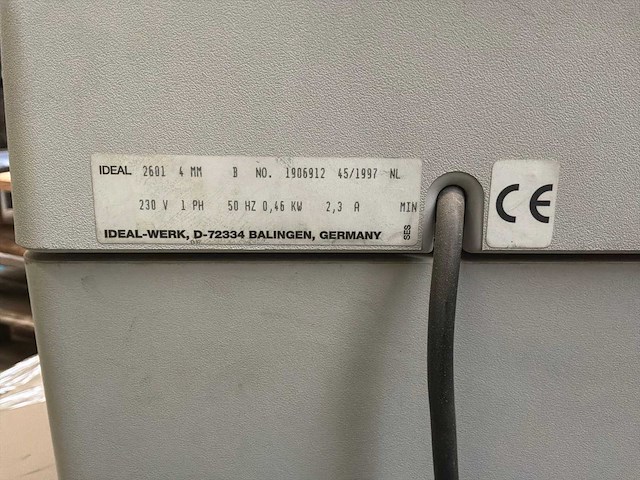 IDEAL 2601 4 MM B NO. 1906912 45/1997 NL
230 V 1 PH 50 HZ 0,46 KW 2,3 A MIN
IDEAL-WERK, D-72334 BALINGEN, GERMANY
SES
CE